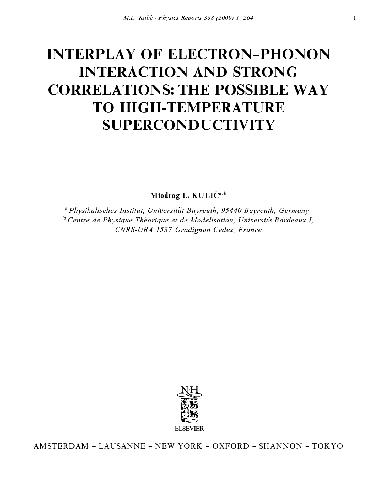 M.L. Kulić / Physics Reports 338 (2000) 1–264
1
INTERPLAY OF ELECTRON–PHONON
INTERACTION AND STRONG
CORRELATIONS: THE POSSIBLE WAY
TO HIGH-TEMPERATURE
SUPERCONDUCTIVITY
Miodrag L. KULIĆ a,b
a Physikalisches Institut, Universität Bayreuth, 95440 Bayreuth, Germany
b Centre de Physique Théorique et de Modélisation, Université Bordeaux I,
CNRS-URA 1537 Gradignan Cedex, France
NH
ELSEVIER
AMSTERDAM – LAUSANNE – NEW YORK – OXFORD – SHANNON – TOKYO